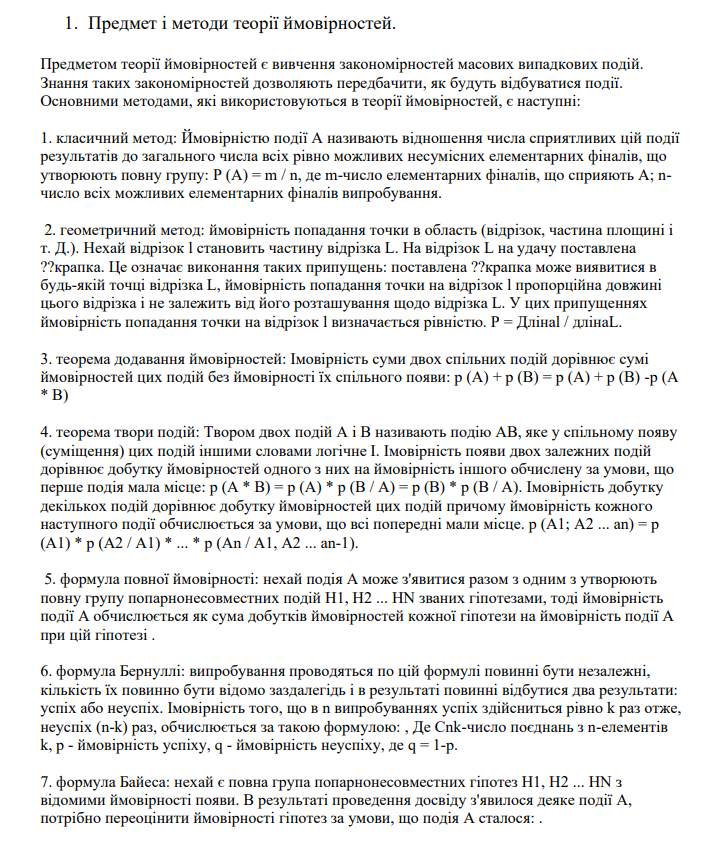 1. Предмет і методи теорії ймовірностей.
Предметом теорії ймовірностей є вивчення закономірностей масових випадкових подій.
Знання таких закономірностей дозволяють передбачити, як будуть відбуватися події.
Основними методами, які використовуються в теорії ймовірностей, є наступні:
1. класичний метод: Ймовірністю події А називають відношення числа сприятливих цій події
результатів до загального числа всіх рівно можливих несумісних елементарних фіналів, що
утворюють повну групу: P (A) = m / n, де m-число елементарних фіналів, що сприяють А; n-
число всіх можливих елементарних фіналів випробування.
2. геометричний метод: ймовірність попадання точки в область (відрізок, частина площині і
т. Д.). Нехай відрізок l становить частину відрізка L. На відрізок L на удачу поставлена
??крапка. Це означає виконання таких припущень: поставлена ??крапка може виявитися в
будь-якій точці відрізка L, ймовірність попадання точки на відрізок l пропорційна довжині
цього відрізка і не залежить від його розташування щодо відрізка L. У цих припущеннях
ймовірність попадання точки на відрізок l визначається рівністю. Р = Длінаl / длінаL.
3. теорема додавання ймовірностей: Імовірність суми двох спільних подій дорівнює сумі
ймовірностей цих подій без ймовірності їх спільного появи: p (A) + p (B) = p (A) + p (B) -p (A
* B)
4. теорема твори подій: Твором двох подій А і В називають подію АВ, яке у спільному появу
(суміщення) цих подій іншими словами логічне І. Імовірність появи двох залежних подій
дорівнює добутку ймовірностей одного з них на ймовірність іншого обчислену за умови, що
перше подія мала місце: p (A * B) = p (A) * p (B / A) = p (B) * p (B / A). Імовірність добутку
декількох подій дорівнює добутку ймовірностей цих подій причому ймовірність кожного
наступного події обчислюється за умови, що всі попередні мали місце. p (A1; A2 ... an) = p
(A1) * p (A2 / A1) * ... * p (An / A1, A2 ... an-1).
5. формула повної ймовірності: нехай подія А може з'явитися разом з одним з утворюють
повну групу попарнонесовместних подій Н1, Н2 ... НN званих гіпотезами, тоді ймовірність
події А обчислюється як сума добутків ймовірностей кожної гіпотези на ймовірність події А
при цій гіпотезі .
6. формула Бернуллі: випробування проводяться по цій формулі повинні бути незалежні,
кількість їх повинно бути відомо заздалегідь і в результаті повинні відбутися два результати:
успіх або неуспіх. Імовірність того, що в n випробуваннях успіх здійсниться рівно k раз отже,
неуспіх (n-k) раз, обчислюється за такою формулою: , Де Cnk-число поєднань з n-елементів
k, p - ймовірність успіху, q - ймовірність неуспіху, де q = 1-p.
7. формула Байеса: нехай є повна група попарнонесовместних гіпотез Н1, Н2 ... НN з
відомими ймовірності появи. В результаті проведення досвіду з'явилося деяке події А,
потрібно переоцінити ймовірності гіпотез за умови, що подія А сталося: .